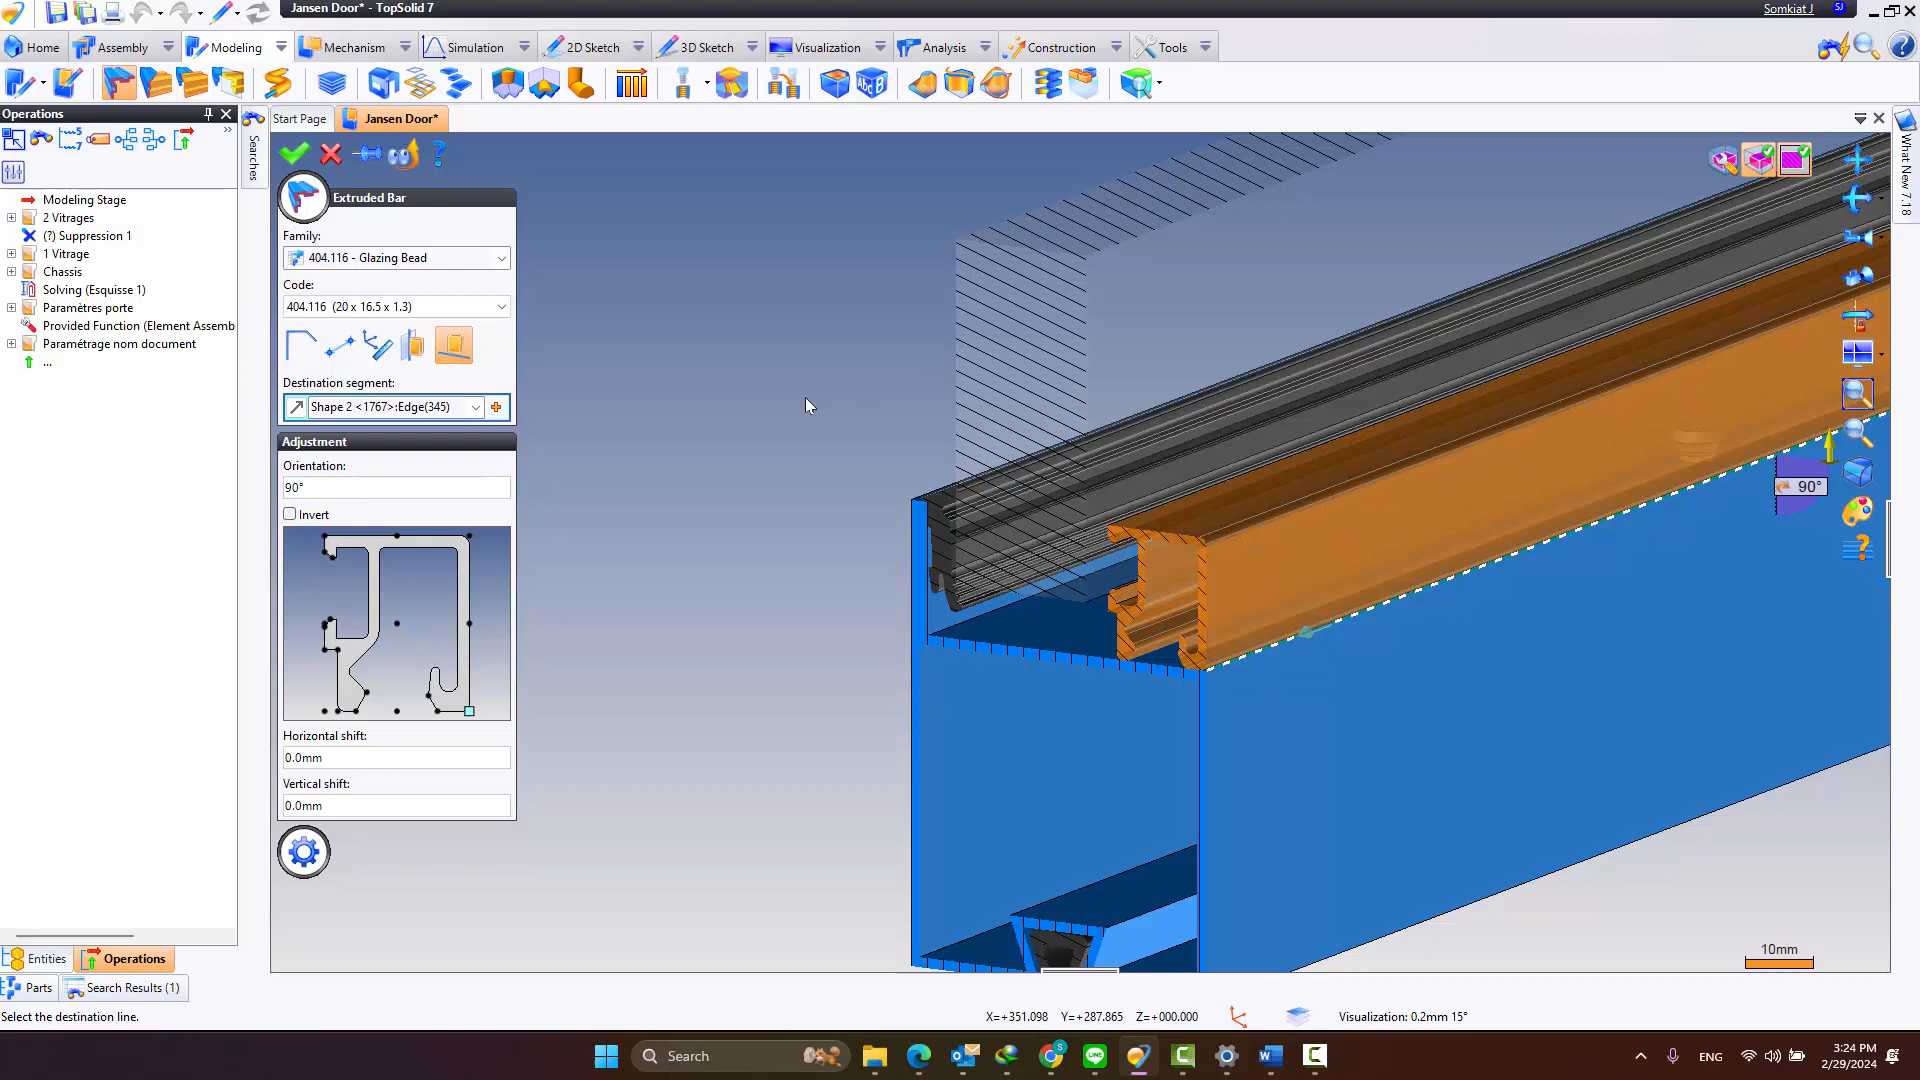 Jansen Door* - TopSolid 7
Somkiat J
SJ
Home
Assembly
Modeling
Mechanism
Simulation
2D Sketch
3D Sketch
Visualization
Analysis
Construction
Tools
Operations
Searches
Start Page
Jansen Door*
What New 7.18
Modeling Stage
2 Vitrages
(?) Suppression 1
1 Vitrage
Chassis
Solving (Esquisse 1)
Paramètres porte
Provided Function (Element Assemb
Paramétrage nom document
...
Extruded Bar
Family:
404.116 - Glazing Bead
Code:
404.116 (20 x 16.5 x 1.3)
Destination segment:
Shape 2 <1767>:Edge(345)
Adjustment
Orientation:
90°
Invert
Horizontal shift:
0.0mm
Vertical shift:
0.0mm
90°
10mm
Entities
Operations
Parts
Search Results (1)
Select the destination line.
X=+351.098 Y=+287.865 Z=+000.000
Visualization: 0.2mm 15°
Search
ENG
3:24 PM
2/29/2024